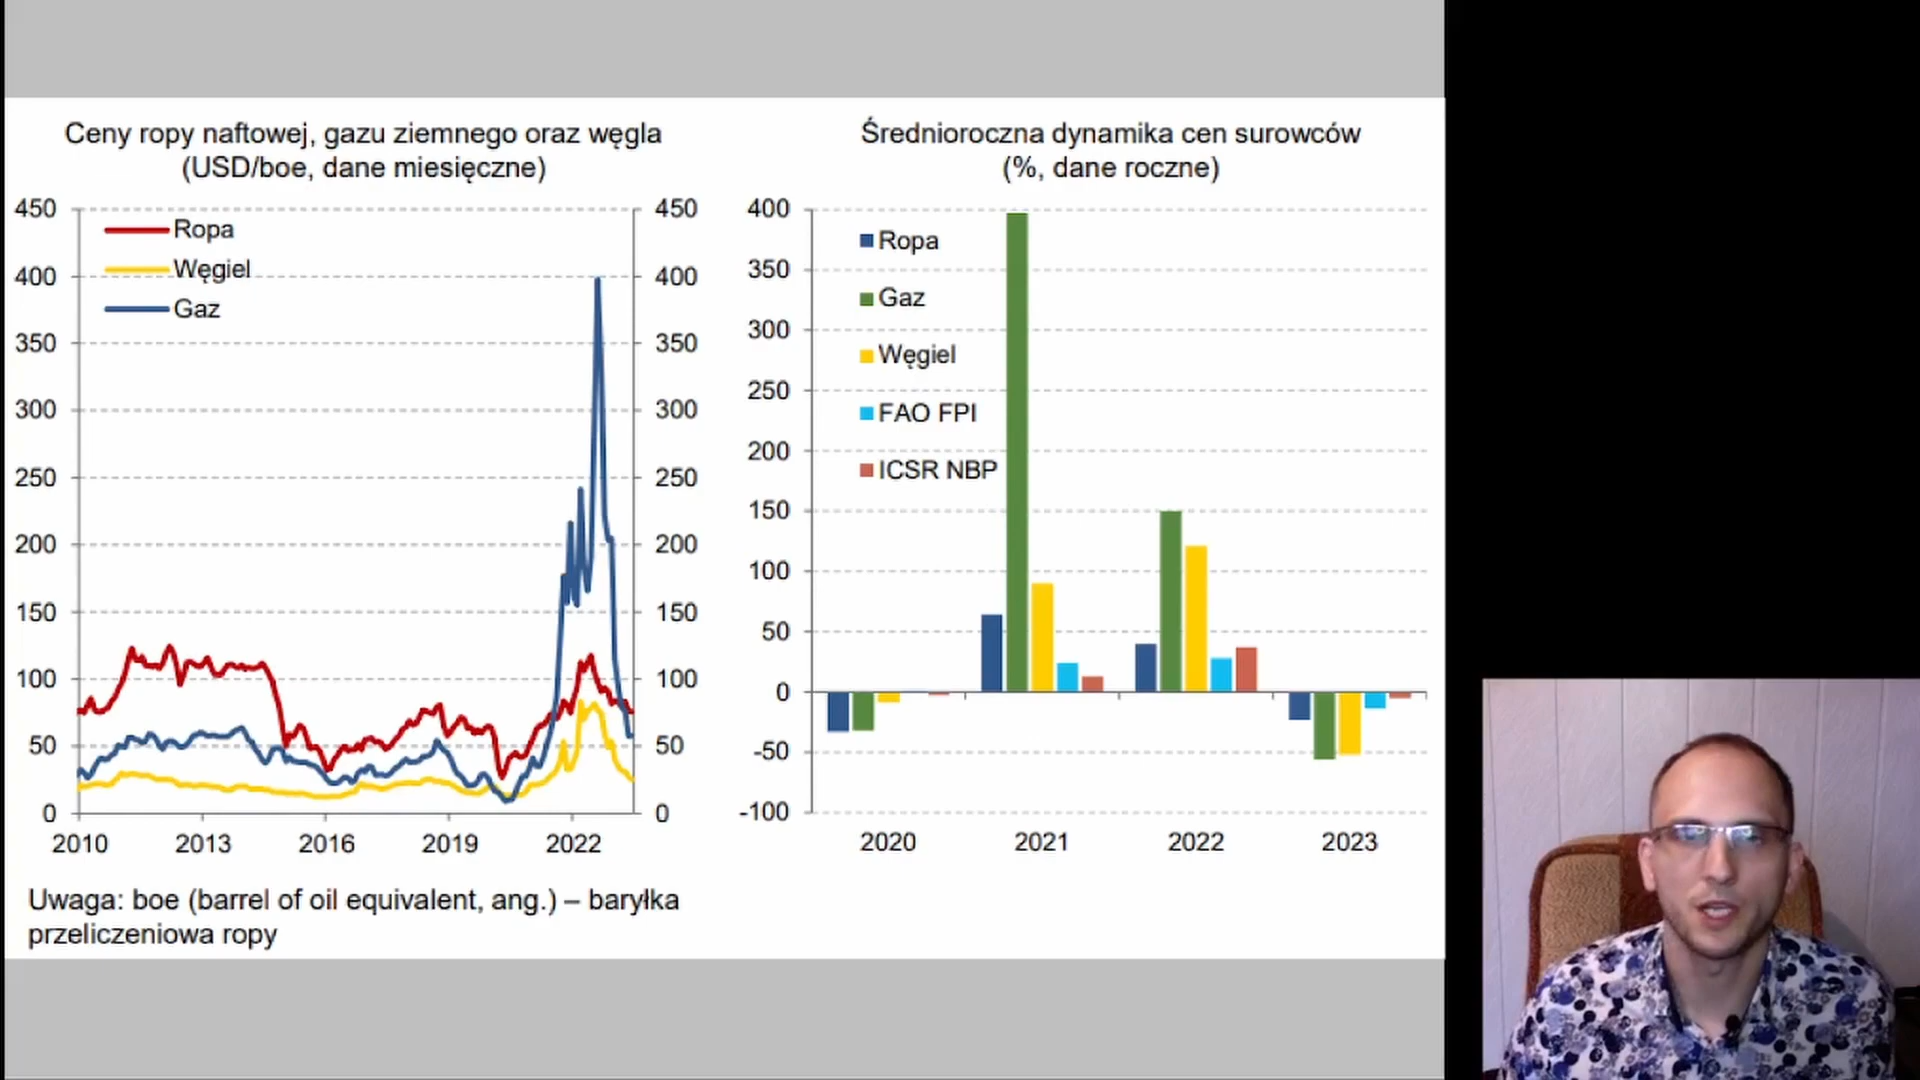 Ceny ropy naftowej, gazu ziemnego oraz węgla
(USD/boe, dane miesięczne)
450
400
350
300
250
200
150
100
50
0
Ropa
Węgiel
Gaz
450
400
350
300
250
200
150
100
50
0
2010 2013 2016 2019 2022
Uwaga: boe (barrel of oil equivalent, ang.) – baryłka
przeliczeniowa ropy
Średnioroczna dynamika cen surowców
(%, dane roczne)
400
350
300
250
200
150
100
50
0
-50
-100
Ropa
Gaz
Węgiel
FAO FPI
ICSR NBP
2020 2021 2022 2023